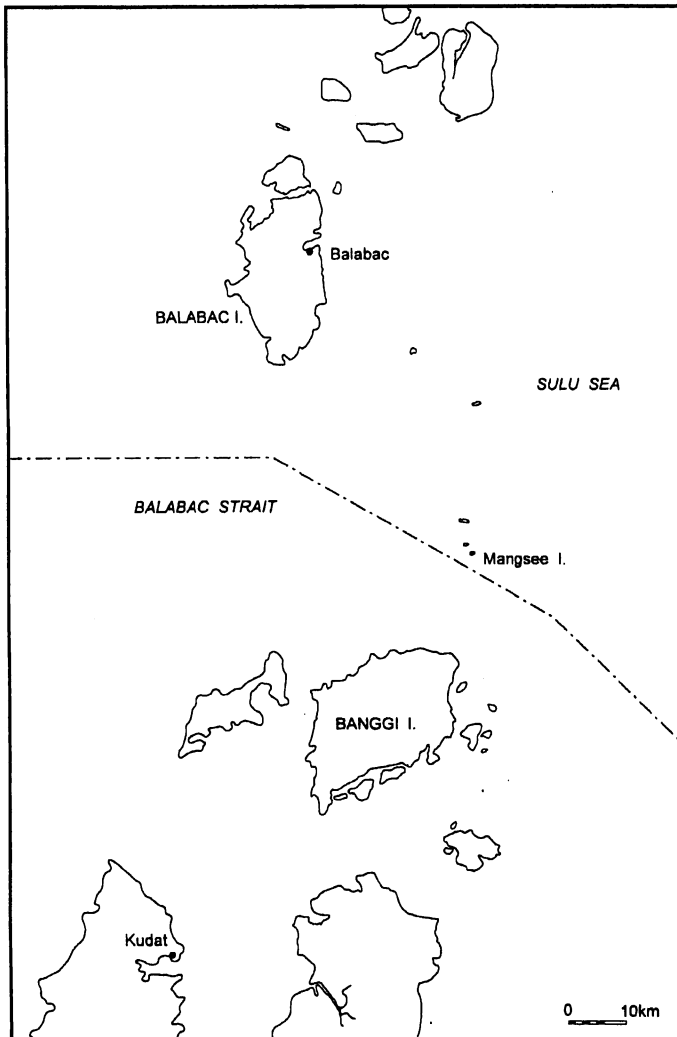 Balabac
BALABAC I.
SULU SEA
BALABAC STRAIT
Mangsee I.
BANGGI I.
Kudat
0 10km